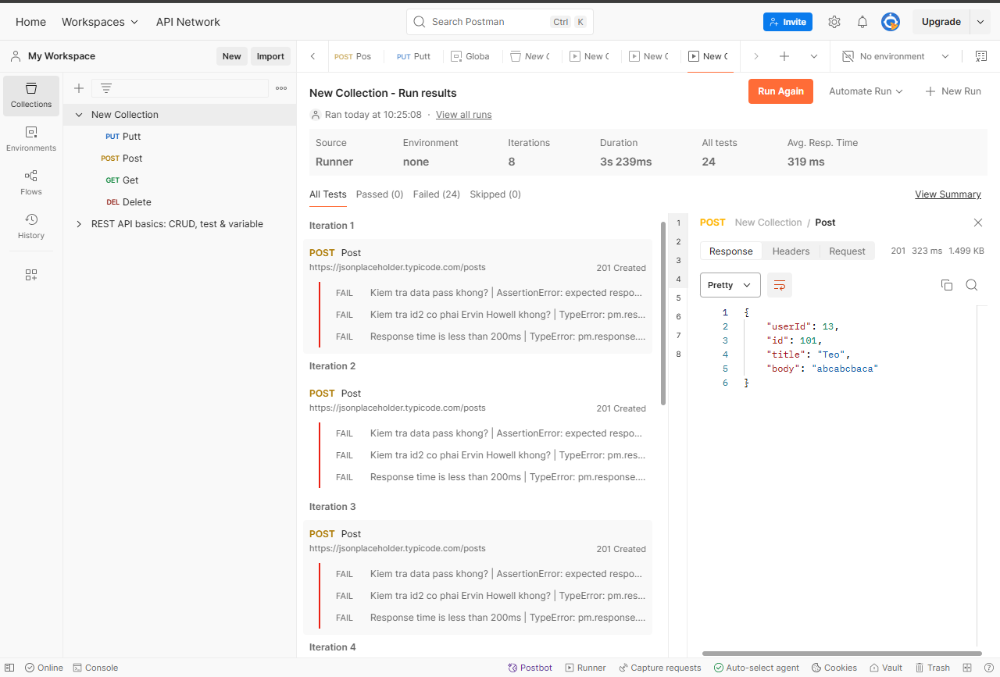 Home Workspaces API Network Search Postman Ctrl K Invite Upgrade
My Workspace New Import POST Pos PUT Putt Globa New C New C New C New C No environment
Collections
Environments
Flows
History
New Collection
PUT Putt
POST Post
GET Get
DEL Delete
REST API basics: CRUD, test & variable
New Collection - Run results Run Again Automate Run New Run
Ran today at 10:25:08 · View all runs
Source Environment Iterations Duration All tests Avg. Resp. Time
Runner none 8 3s 239ms 24 319 ms
All Tests Passed (0) Failed (24) Skipped (0) View Summary
Iteration 1
POST Post
https://jsonplaceholder.typicode.com/posts 201 Created
FAIL Kiem tra data pass khong? | AssertionError: expected respo...
FAIL Kiem tra id2 co phai Ervin Howell khong? | TypeError: pm.res...
FAIL Response time is less than 200ms | TypeError: pm.response....
Iteration 2
POST Post
https://jsonplaceholder.typicode.com/posts 201 Created
FAIL Kiem tra data pass khong? | AssertionError: expected respo...
FAIL Kiem tra id2 co phai Ervin Howell khong? | TypeError: pm.res...
FAIL Response time is less than 200ms | TypeError: pm.response....
Iteration 3
POST Post
https://jsonplaceholder.typicode.com/posts 201 Created
FAIL Kiem tra data pass khong? | AssertionError: expected respo...
FAIL Kiem tra id2 co phai Ervin Howell khong? | TypeError: pm.res...
FAIL Response time is less than 200ms | TypeError: pm.response....
Iteration 4
1
2
3
4
5
6
7
8
POST New Collection / Post
Response Headers Request 201 323 ms 1.499 KB
Pretty
1 {
2 "userId": 13,
3 "id": 101,
4 "title": "Teo",
5 "body": "abcabcbaca"
6 }
Online Console Postbot Runner Capture requests Auto-select agent Cookies Vault Trash